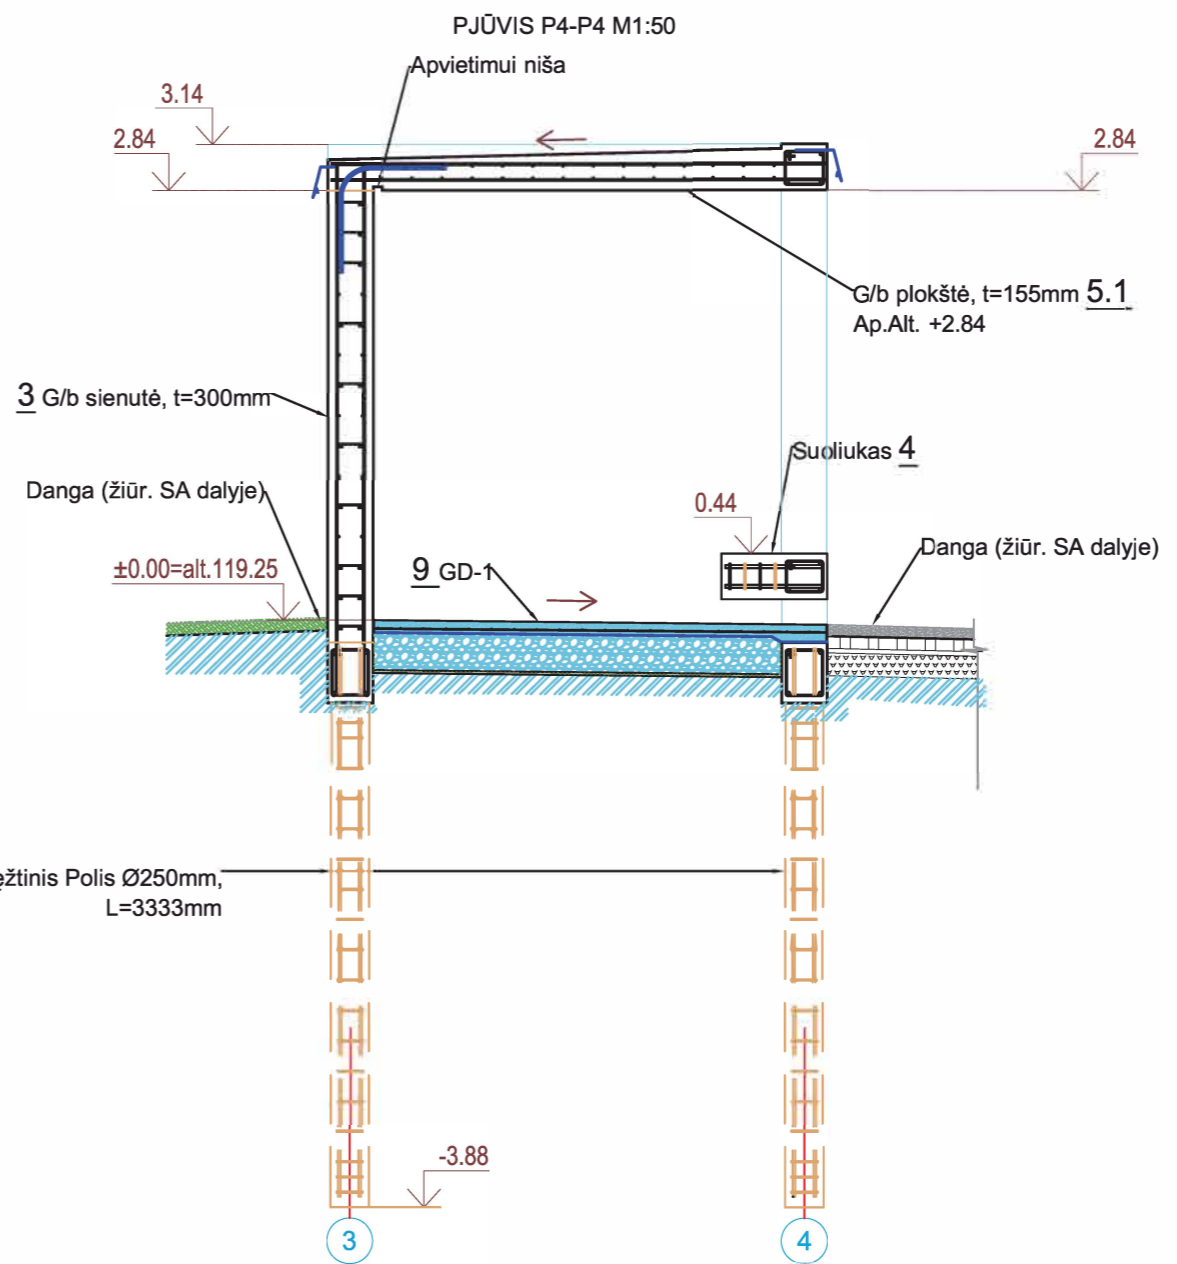 PJŪVIS P4-P4 M1:50
Apvietimui niša
3.14
2.84
2.84
G/b plokštė, t=155mm 5.1
Ap.Alt. +2.84
3 G/b sienutė, t=300mm
Suoliukas 4
Danga (žiūr. SA dalyje)
0.44
Danga (žiūr. SA dalyje)
±0.00=alt.119.25
9 GD-1
Polis Ø250mm,
L=3333mm
-3.88
3
4